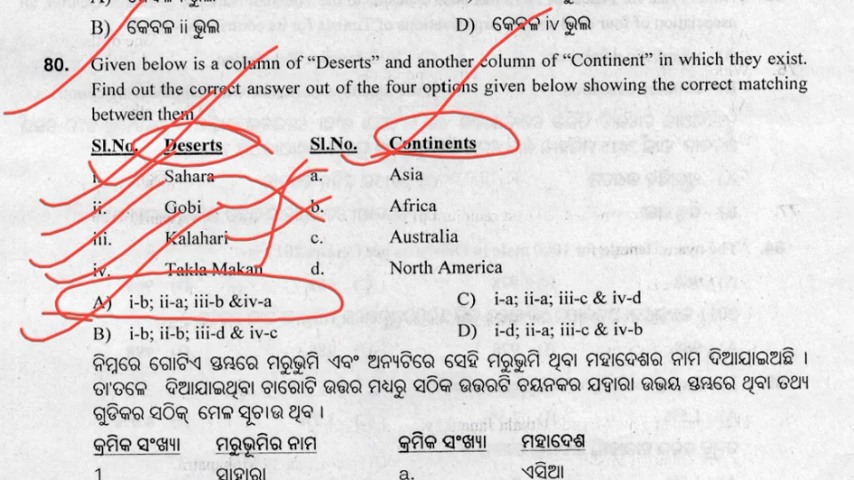 B) କେବଳ ii ଭୁଲ D) କେବଳ iv ଭୁଲ
80. Given below is a column of “Deserts” and another column of “Continent” in which they exist.
Find out the correct answer out of the four options given below showing the correct matching
between them.
Sl.No. Deserts Sl.No. Continents
i. Sahara a. Asia
ii. Gobi b. Africa
iii. Kalahari c. Australia
iv. Takla Makan d. North America
A) i-b; ii-a; iii-b &iv-a C) i-a; ii-a; iii-c & iv-d
B) i-b; ii-b; iii-d & iv-c D) i-d; ii-a; iii-c & iv-b
ନିମ୍ନରେ ଗୋଟିଏ ସ୍ତମ୍ଭରେ ମରୁଭୂମି ଏବଂ ଅନ୍ୟଟିରେ ସେହି ମରୁଭୂମି ଥିବା ମହାଦେଶର ନାମ ଦିଆଯାଇଅଛି ।
ତା'ତଳେ ଦିଆଯାଇଥିବା ଚାରୋଟି ଉତ୍ତର ମଧ୍ୟରୁ ସଠିକ ଉତ୍ତରଟି ଚୟନକର ଯଦ୍ଵାରା ଉଭୟ ସ୍ତମ୍ଭରେ ଥିବା ତଥ୍ୟ
ଗୁଡିକର ସଠିକ୍ ମେଳ ସୂଚାଉ ଥିବ ।
କ୍ରମିକ ସଂଖ୍ୟା ମରୁଭୂମିର ନାମ କ୍ରମିକ ସଂଖ୍ୟା ମହାଦେଶ
1 ସାହାରା a. ଏସିଆ